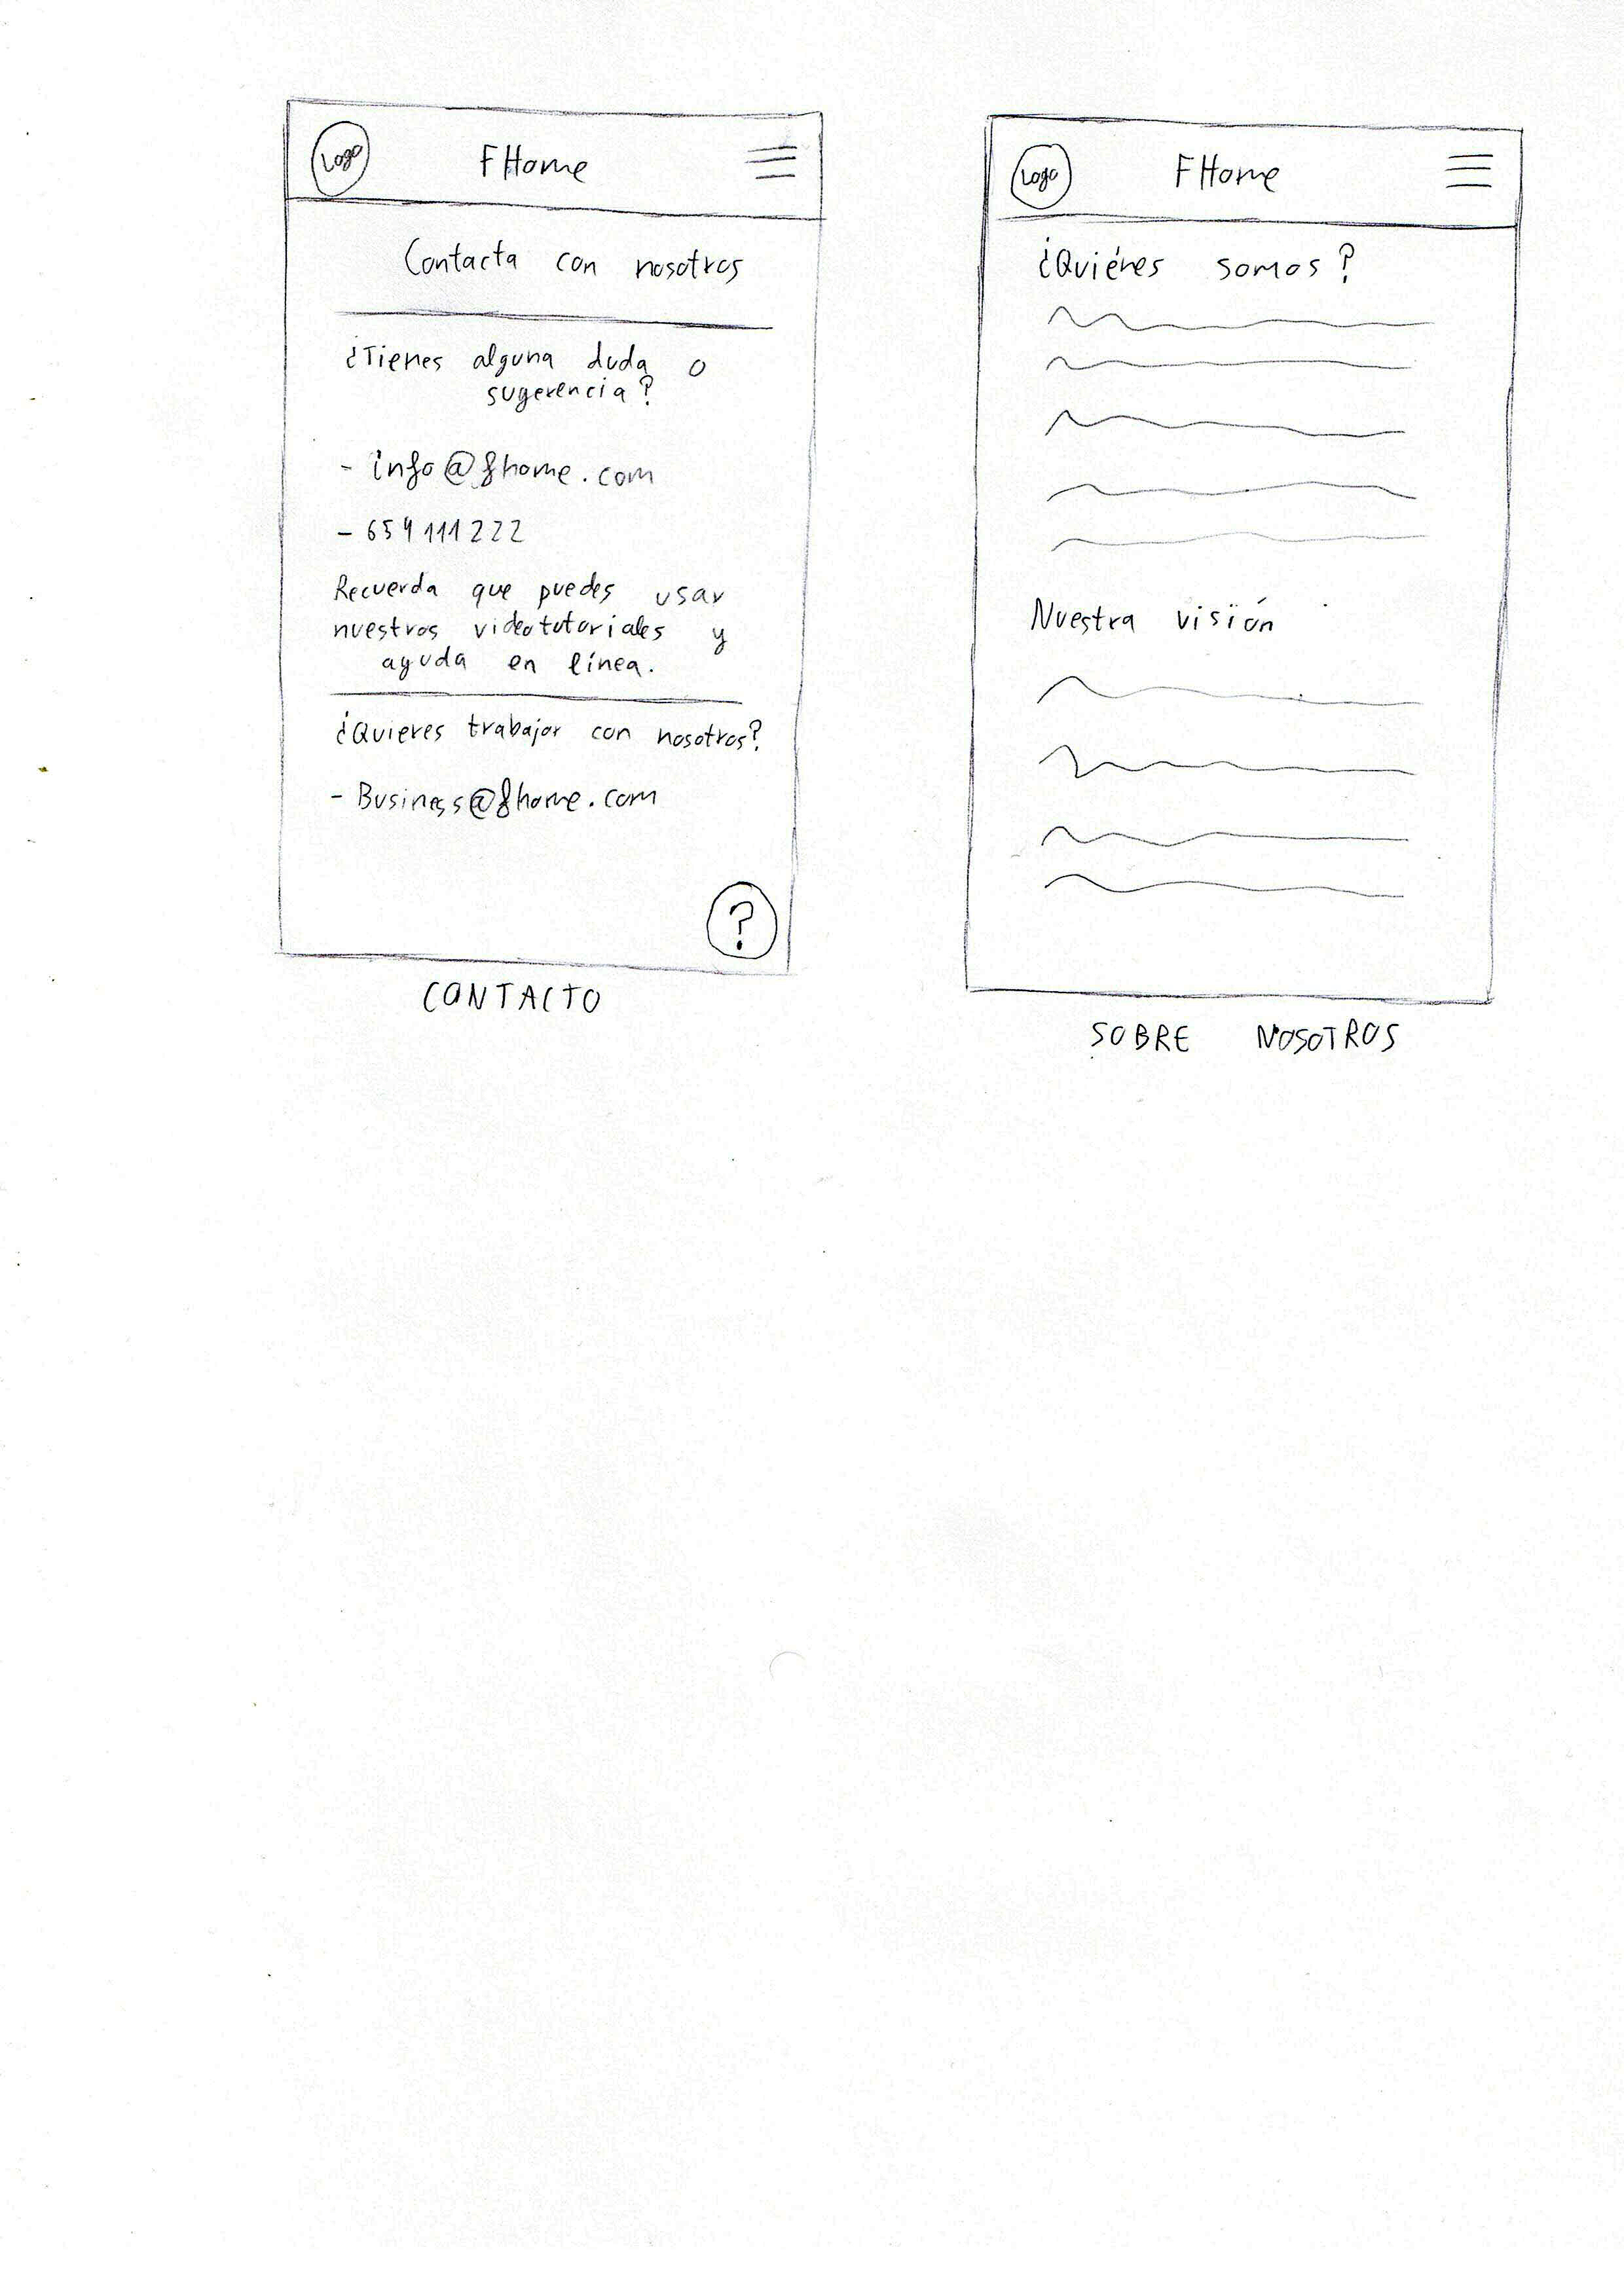 Logo FHome
Contacta con nosotros
¿Tienes alguna duda o
sugerencia?
- info@fhome.com
- 659 111 222
Recuerda que puedes usar
nuestros videotutoriales y
ayuda en línea.
¿Quieres trabajar con nosotros?
- Business@fhome.com
?
CONTACTO
Logo FHome
¿Quiénes somos?
Nuestra visión
SOBRE NOSOTROS